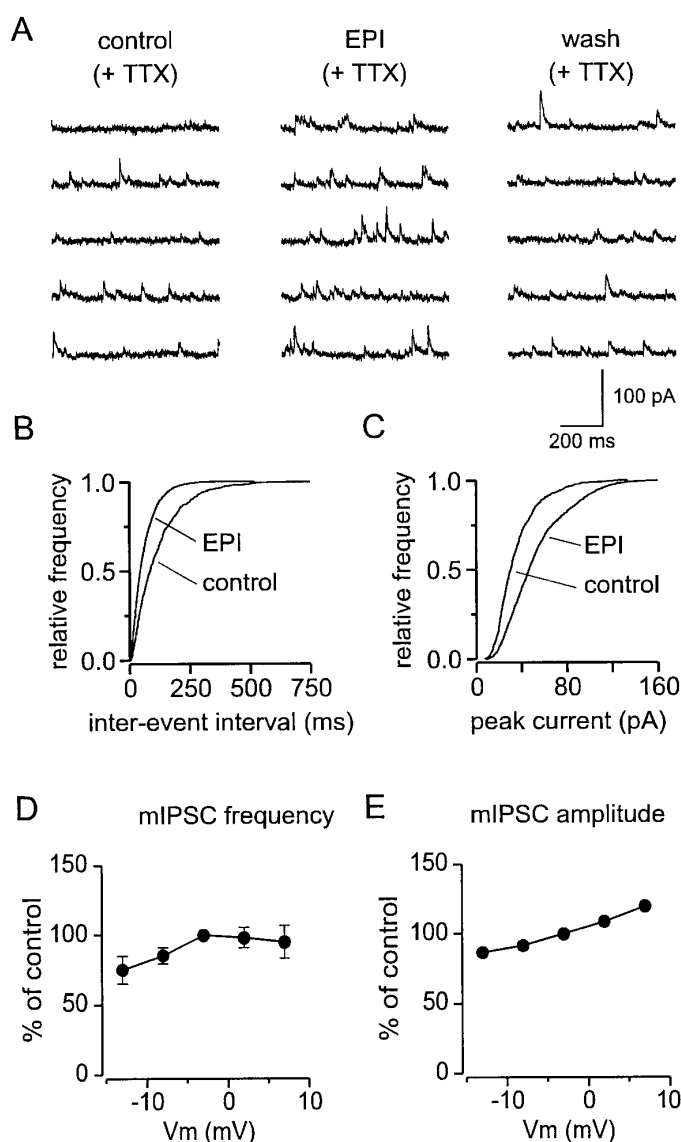 A
control
(+ TTX)
EPI
(+ TTX)
wash
(+ TTX)
100 pA
200 ms
B
relative frequency
1.0
0.5
0.0
EPI
control
0 250 500 750
inter-event interval (ms)
C
relative frequency
1.0
0.5
0.0
EPI
control
0 80 160
peak current (pA)
D
mIPSC frequency
% of control
150
100
50
0
-10 0 10
Vm (mV)
E
mIPSC amplitude
% of control
150
100
50
0
-10 0 10
Vm (mV)